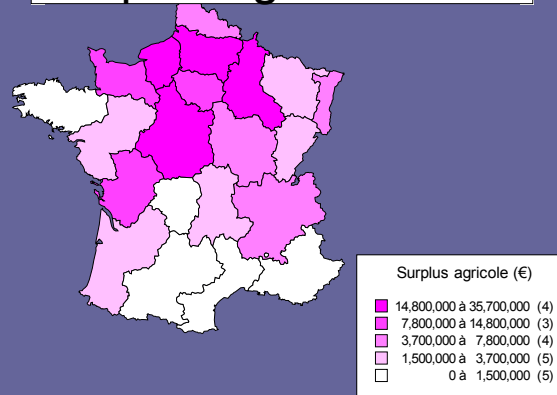 Surplus agricole (€)
14,800,000 à 35,700,000 (4)
7,800,000 à 14,800,000 (3)
3,700,000 à 7,800,000 (4)
1,500,000 à 3,700,000 (5)
0 à 1,500,000 (5)